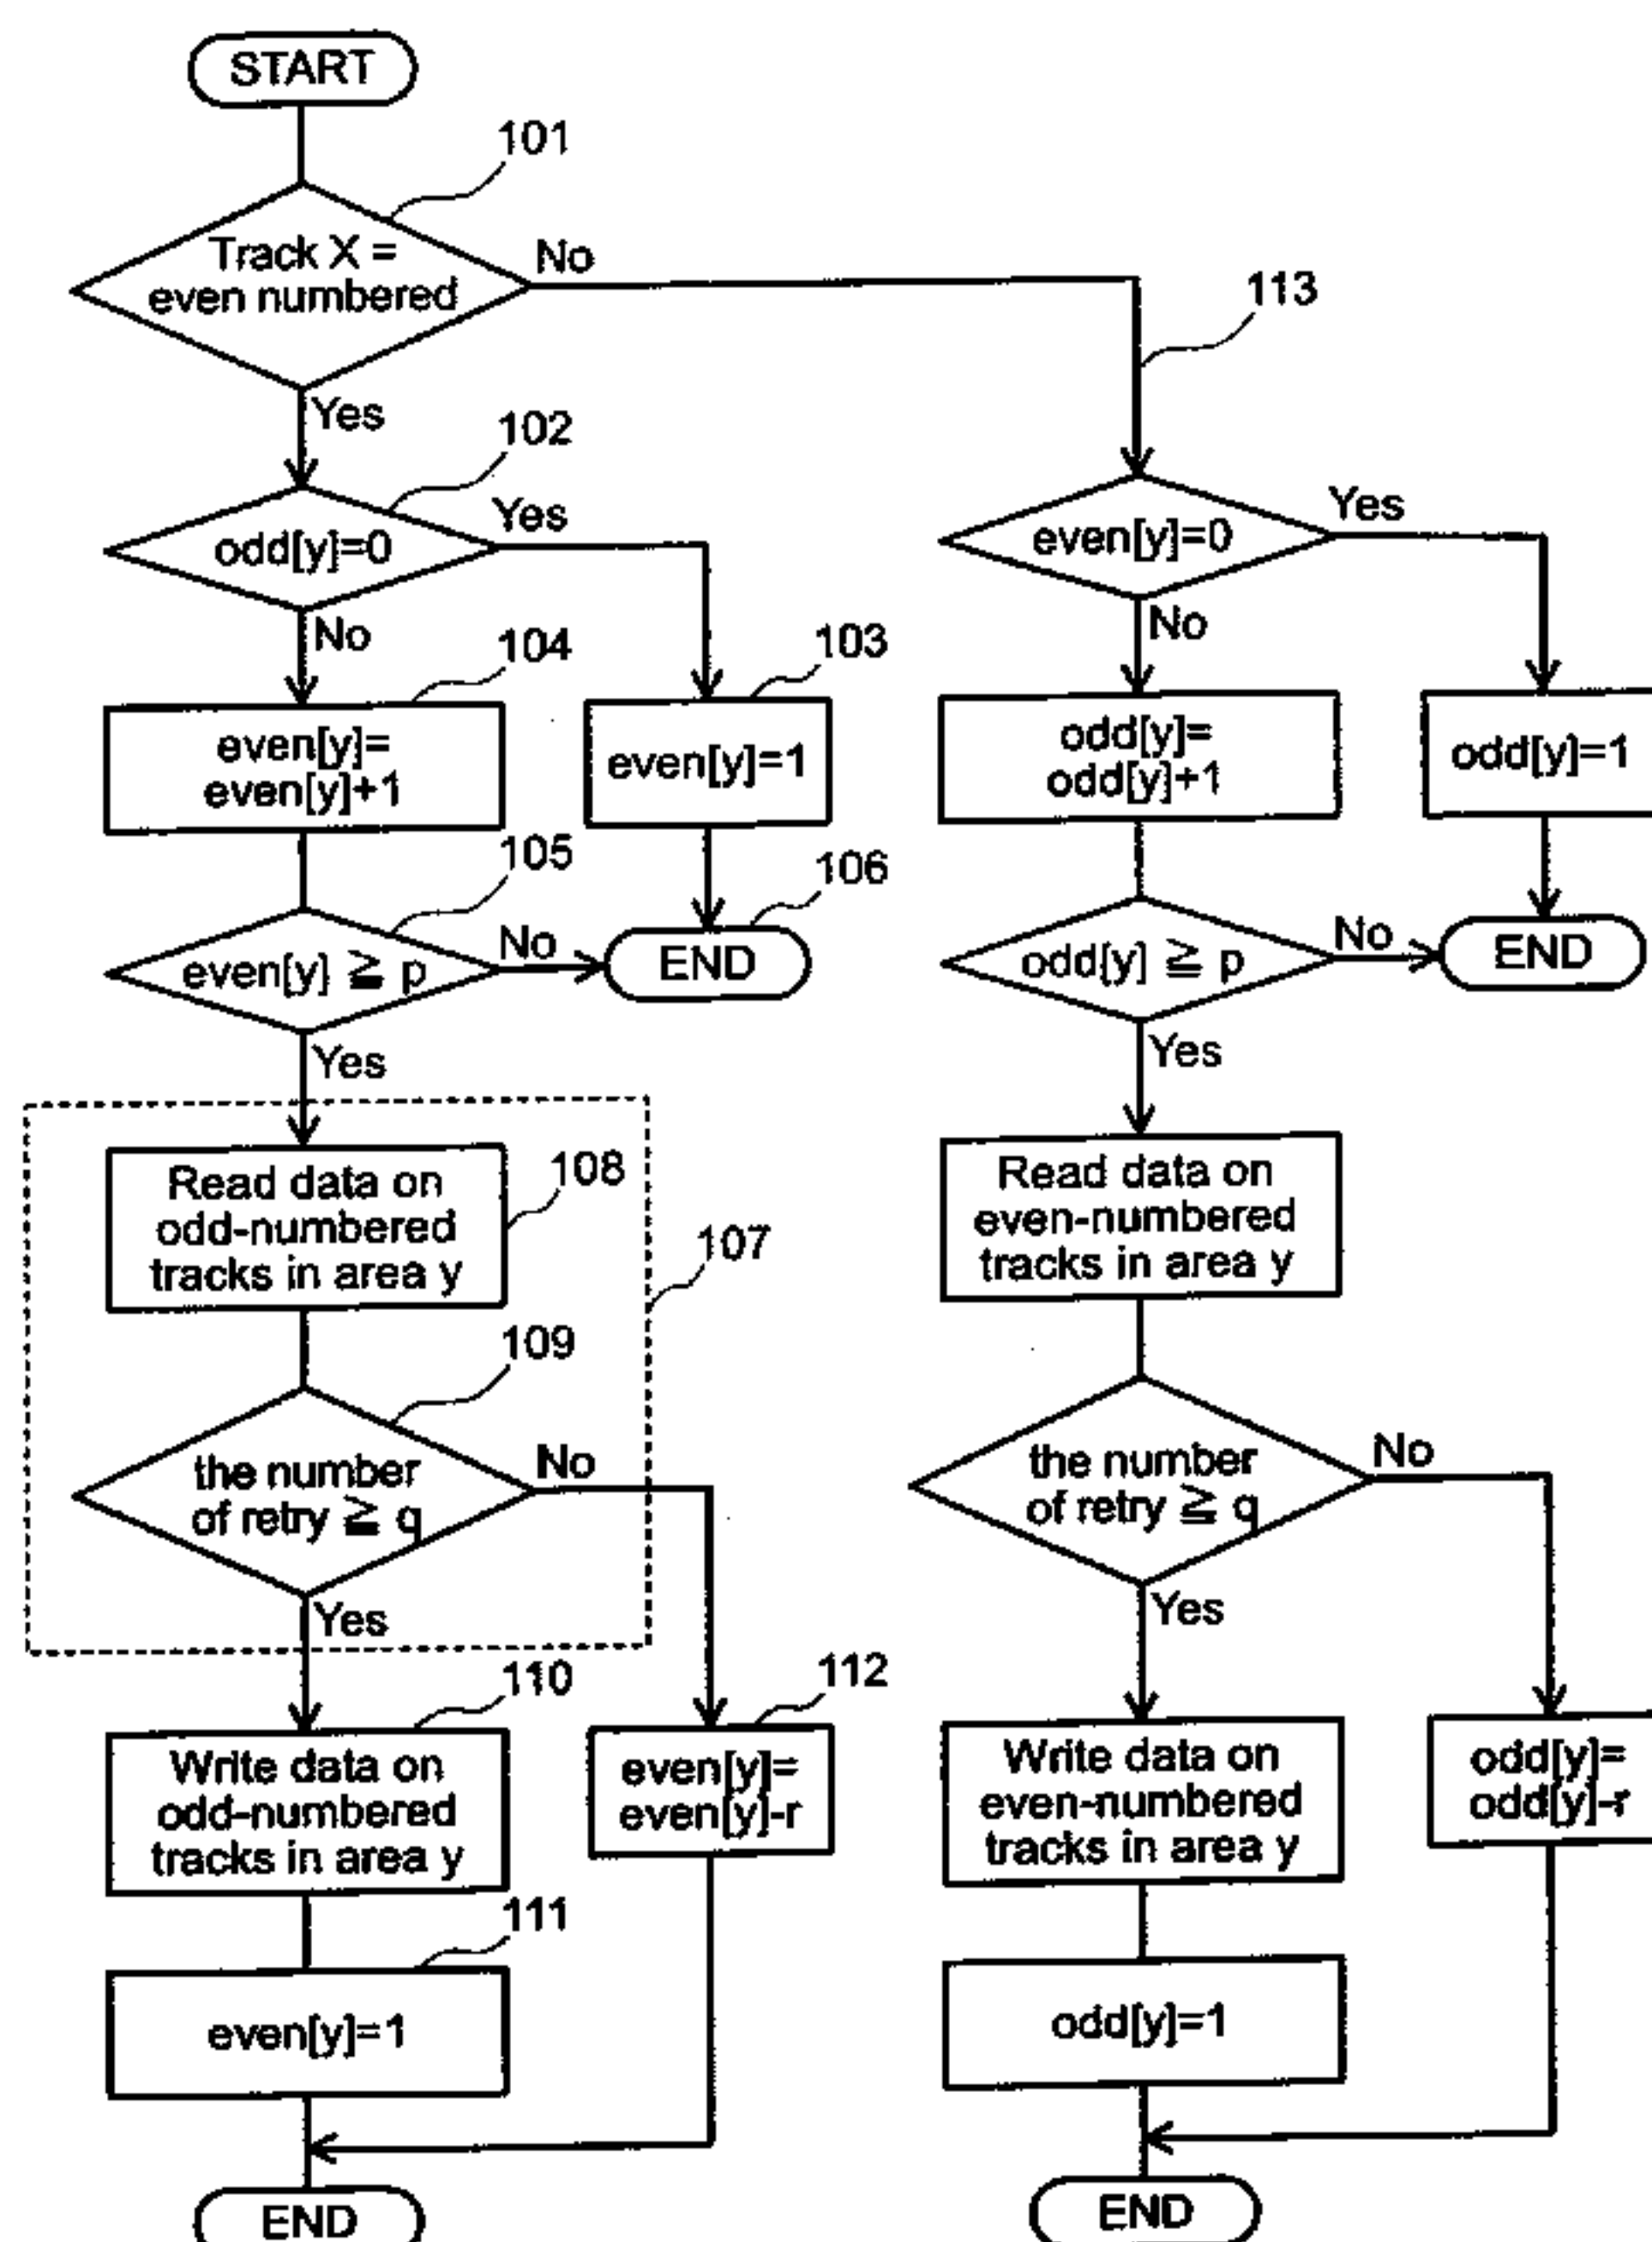 START
101
Track X =
even numbered
No
113
Yes
102
odd[y]=0
Yes
No
104
even[y]=
even[y]+1
103
even[y]=1
105
even[y] ≧ p
No
106
END
Yes
Read data on
odd-numbered
tracks in area y
108
107
109
the number
of retry ≧ q
No
Yes
110
Write data on
odd-numbered
tracks in area y
112
even[y]=
even[y]-r
111
even[y]=1
END
even[y]=0
Yes
No
odd[y]=
odd[y]+1
odd[y]=1
odd[y] ≧ p
No
END
Yes
Read data on
even-numbered
tracks in area y
the number
of retry ≧ q
No
Yes
Write data on
even-numbered
tracks in area y
odd[y]=
odd[y]-r
odd[y]=1
END